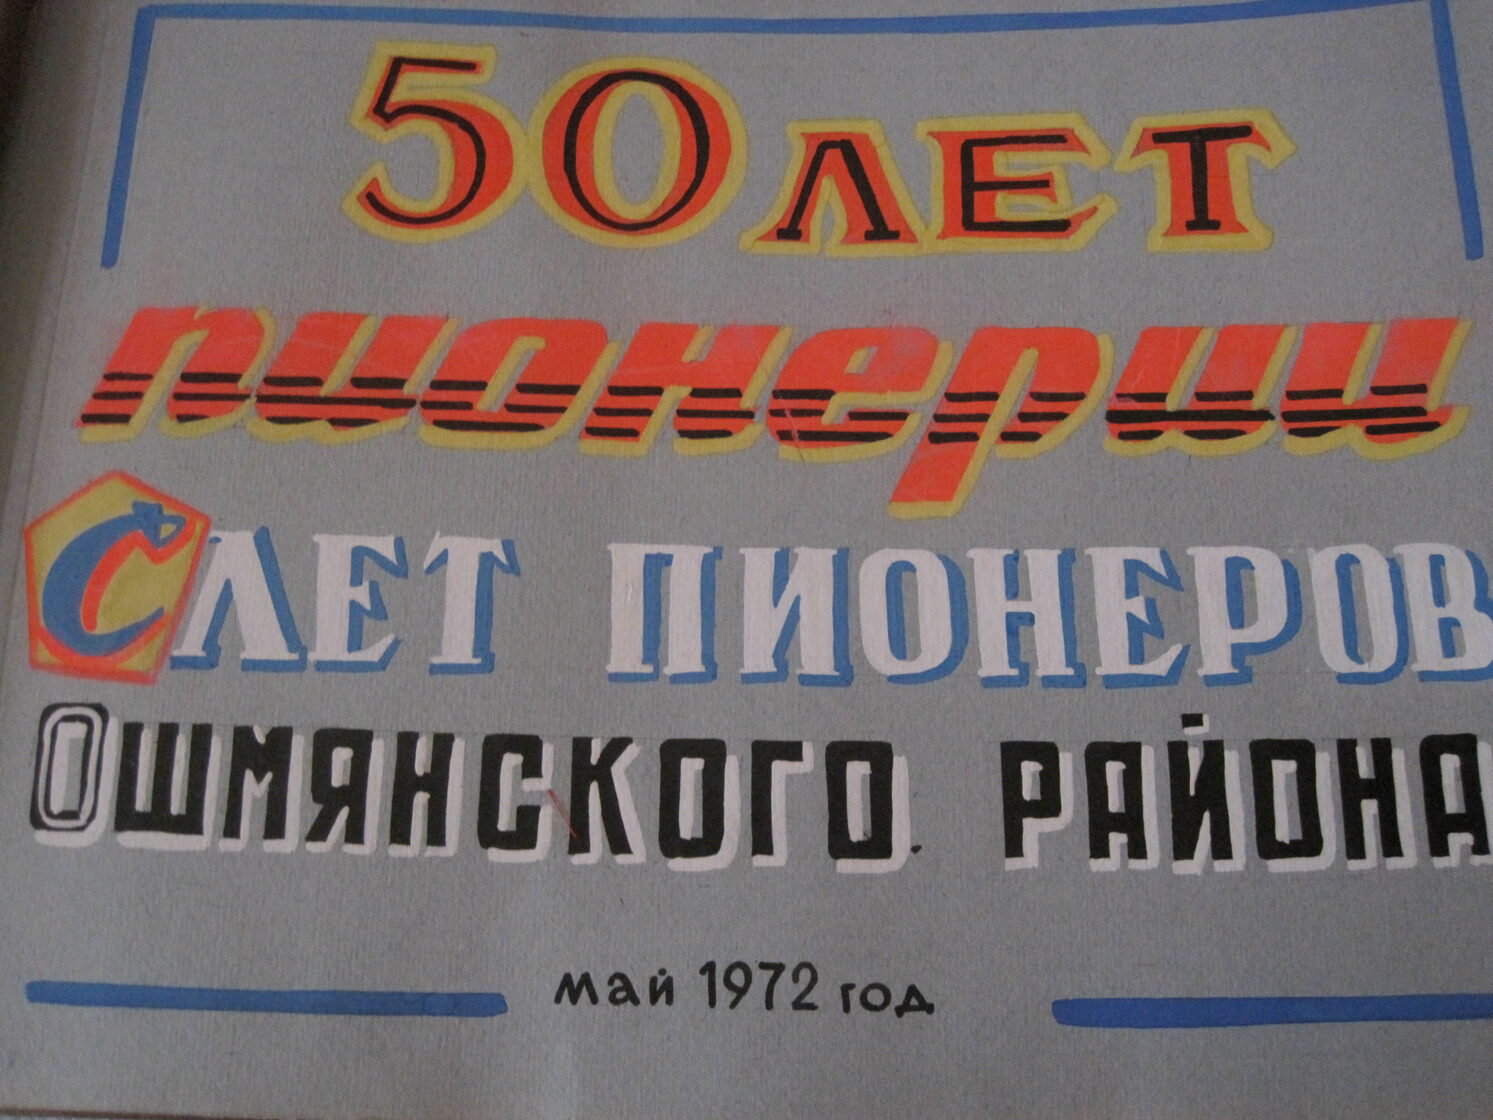 50 ЛЕТ
пионерии
СЛЕТ ПИОНЕРОВ
ОШМЯНСКОГО РАЙОНА
май 1972 год